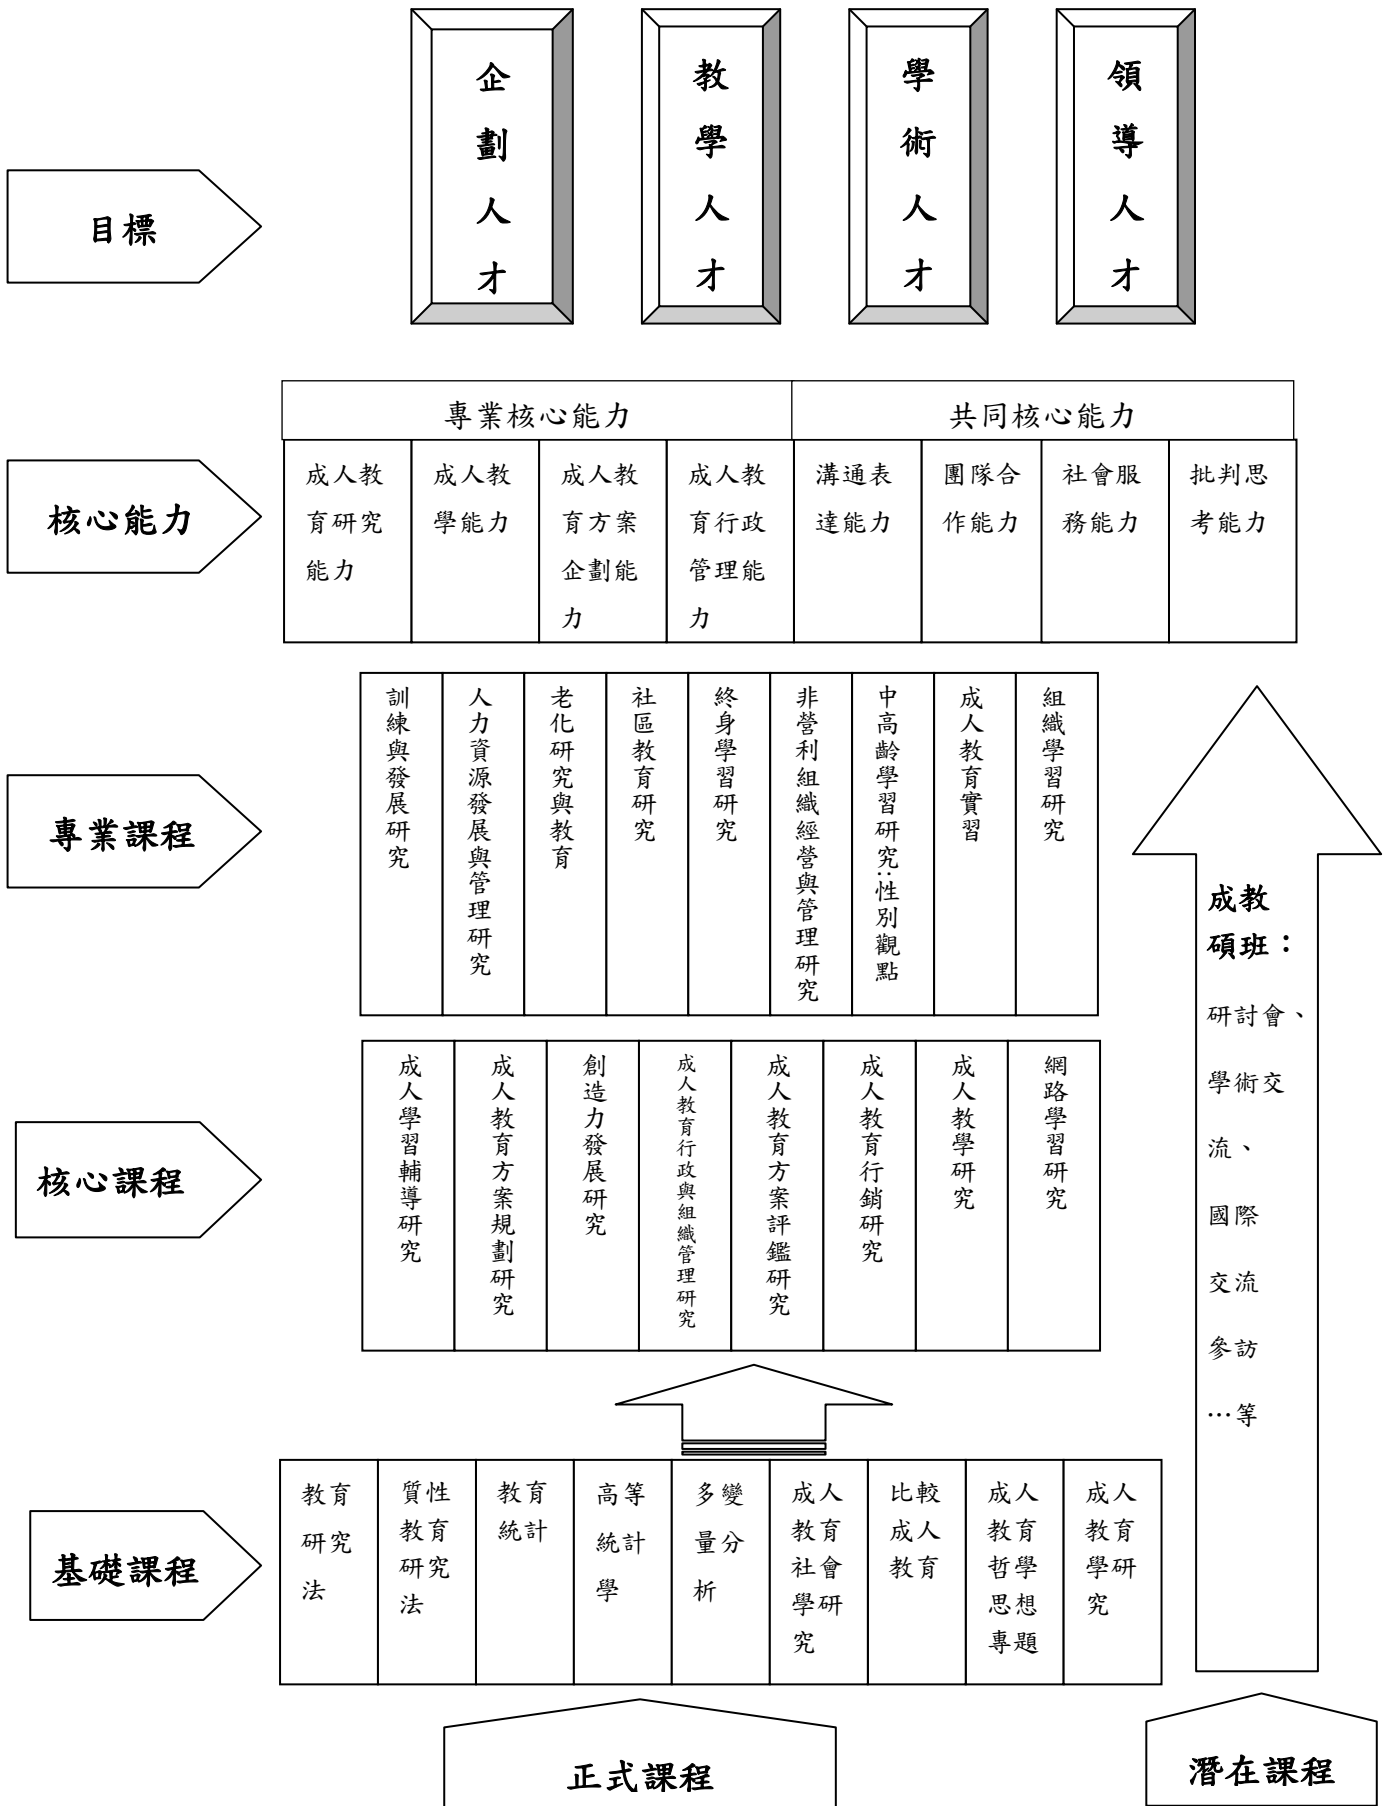 企劃人才
教學人才
學術人才
領導人才
目標
專業核心能力
共同核心能力
核心能力
成人教
育研究
能力
成人教
學能力
成人教
育方案
企劃能
力
成人教
育行政
管理能
力
溝通表
達能力
團隊合
作能力
社會服
務能力
批判思
考能力
專業課程
訓練與發展研究
人力資源發展與管理研究
老化研究與教育
社區教育研究
終身學習研究
非營利組織經營與管理研究
中高齡學習研究:性別觀點
成人教育實習
組織學習研究
核心課程
成人學習輔導研究
成人教育方案規劃研究
創造力發展研究
成人教育行政與組織管理研究
成人教育方案評鑑研究
成人教育行銷研究
成人教學研究
網路學習研究
成教
碩班：
研討會、
學術交
流、
國際
交流
參訪
…等
基礎課程
教育
研究
法
質性
教育
研究
法
教育
統計
高等
統計
學
多變
量分
析
成人
教育
社會
學研
究
比較
成人
教育
成人
教育
哲學
思想
專題
成人
教育
學研
究
正式課程
潛在課程